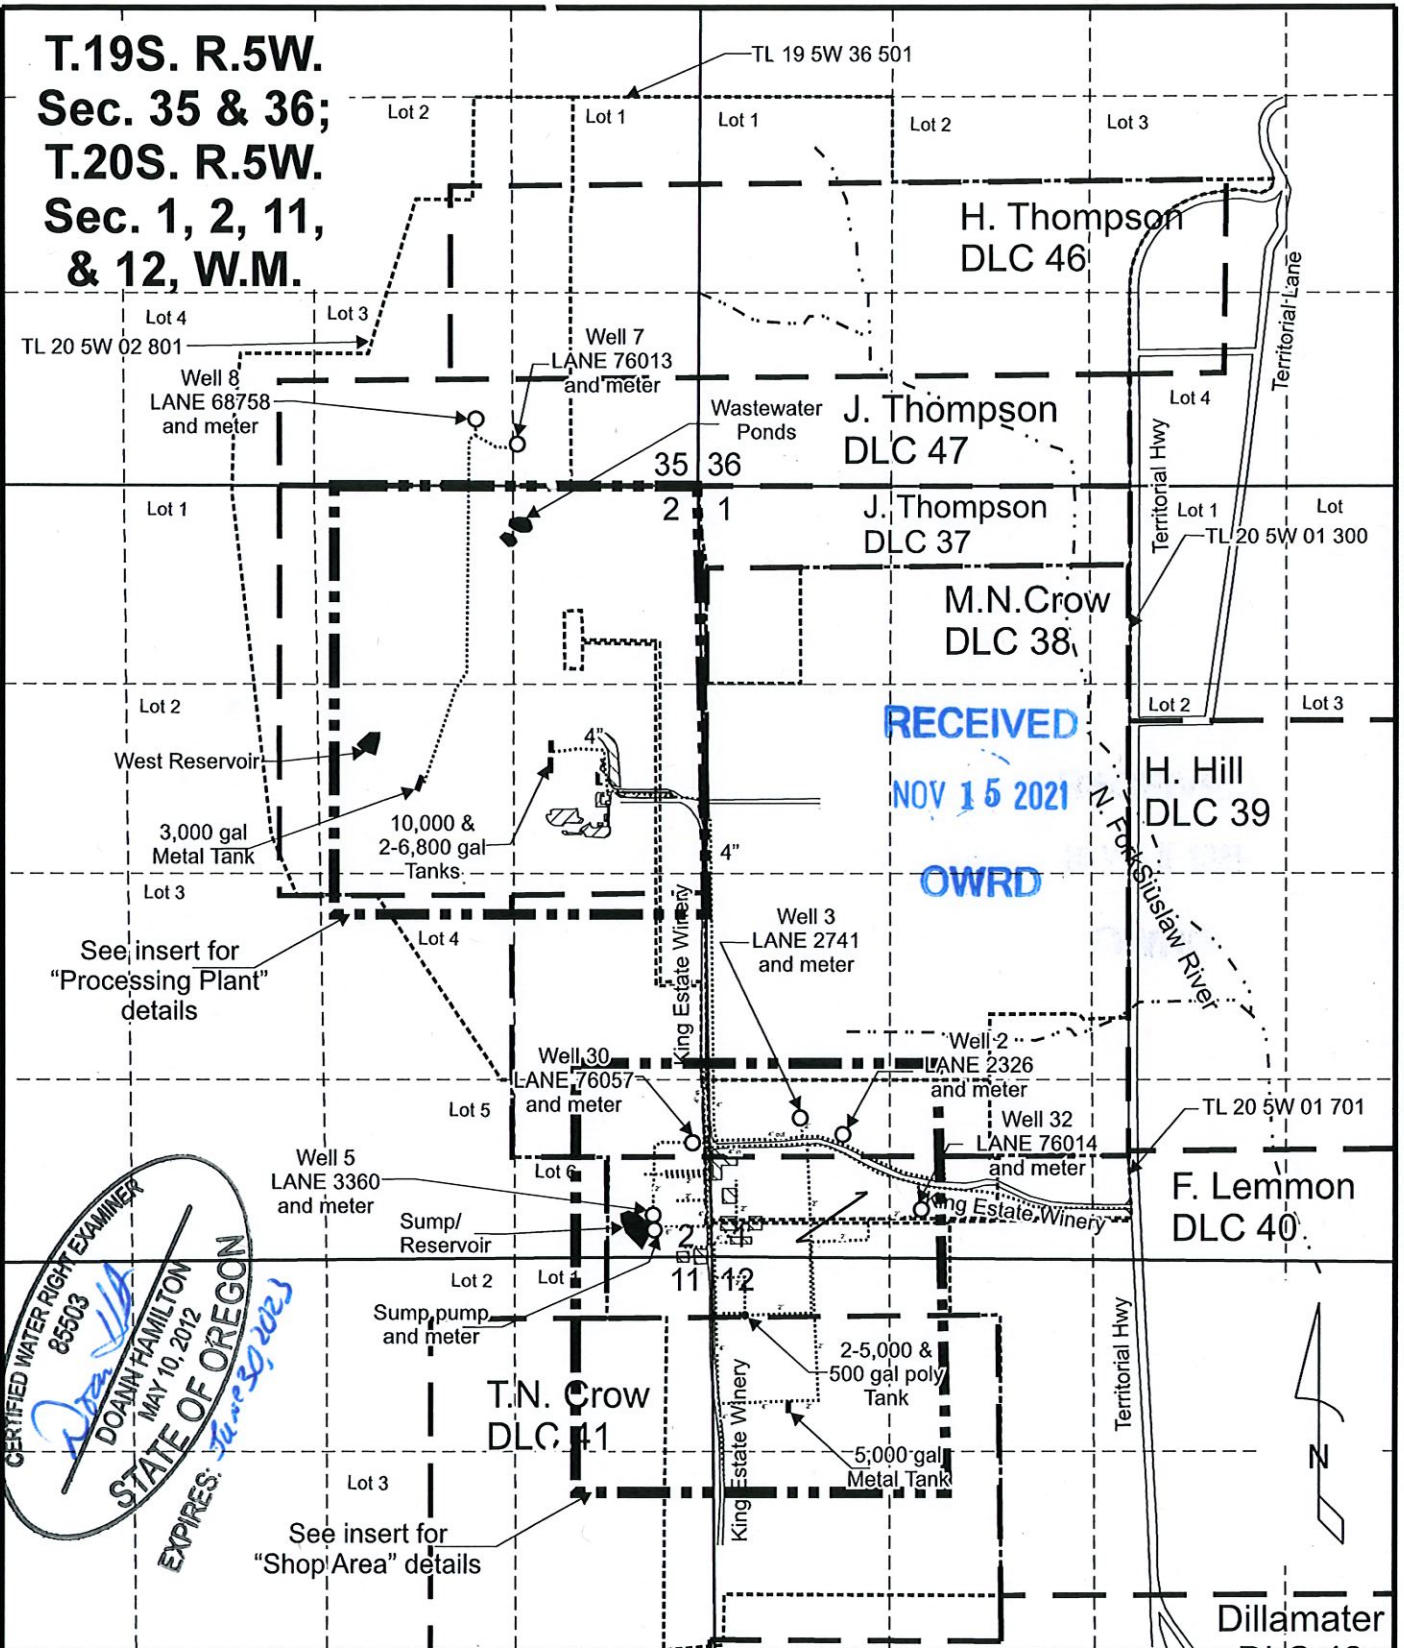 T.19S. R.5W.
Sec. 35 & 36;
T.20S. R.5W.
Sec. 1, 2, 11,
& 12, W.M.
TL 19 5W 36 501
Lot 2
Lot 1
Lot 1
Lot 2
Lot 3
H. Thompson
DLC 46
Territorial Lane
Lot 4
Lot 3
TL 20 5W 02 801
Well 7
LANE 76013
and meter
Well 8
LANE 68758
and meter
Wastewater
Ponds
J. Thompson
DLC 47
Lot 4
Territorial Hwy
35 36
2 1
Lot 1
J. Thompson
DLC 37
Lot 1
Lot
TL 20 5W 01 300
M.N.Crow
DLC 38
Lot 2
Lot 2
Lot 3
RECEIVED
NOV 15 2021
OWRD
West Reservoir
4"
H. Hill
DLC 39
N. Fork Siuslaw River
3,000 gal
Metal Tank
10,000 &
2-6,800 gal
Tanks
4"
Lot 3
Lot 4
King Estate Winery
Well 3
LANE 2741
and meter
See insert for
“Processing Plant”
details
Well 30
LANE 76057
and meter
Well 2
LANE 2326
and meter
Lot 5
Well 32
LANE 76014
and meter
TL 20 5W 01 701
Well 5
LANE 3360
and meter
Lot 6
F. Lemmon
DLC 40
King Estate Winery
Sump/
Reservoir
2 1
11 12
Lot 2
Lot 1
Sump pump
and meter
CERTIFIED WATER RIGHT EXAMINER
85503
DOANN HAMILTON
MAY 10, 2012
STATE OF OREGON
EXPIRES: June 30, 2023
2-5,000 &
500 gal poly
Tank
Territorial Hwy
T.N. Crow
DLC 41
King Estate Winery
5,000 gal
Metal Tank
N
Lot 3
See insert for
“Shop Area” details
Dillamater